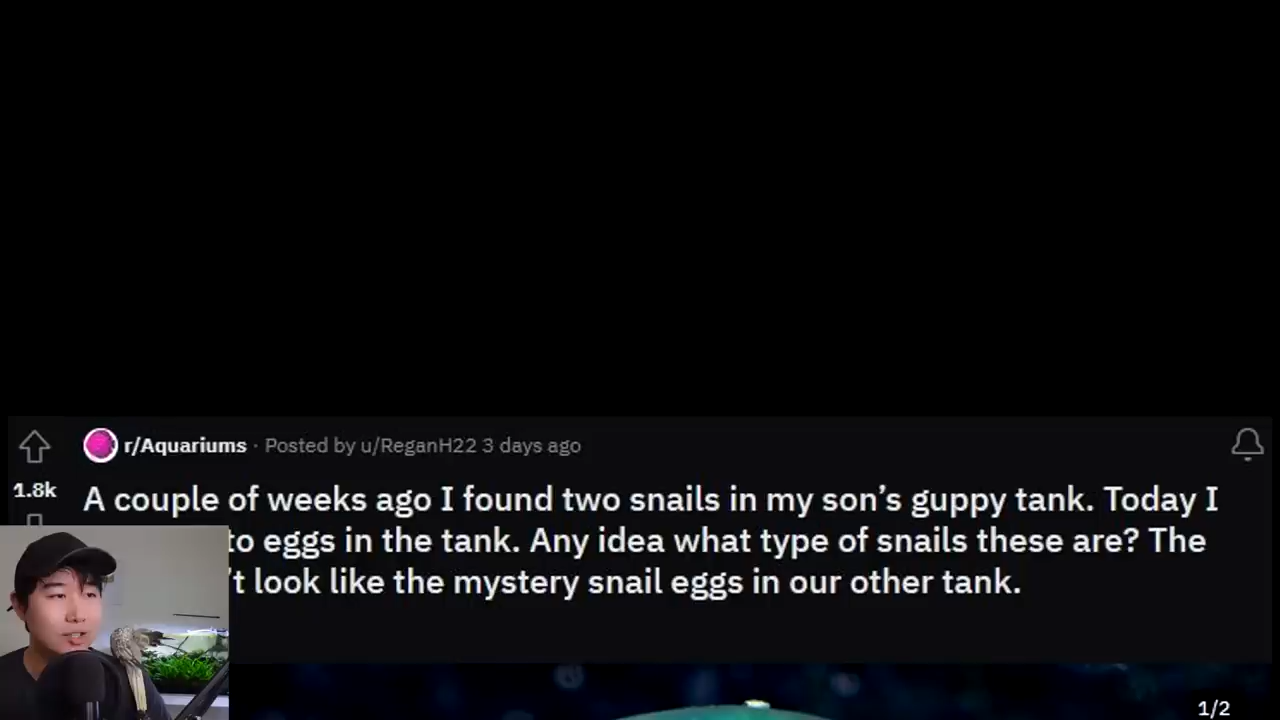 r/Aquariums · Posted by u/ReganH22 3 days ago
1.8k
A couple of weeks ago I found two snails in my son’s guppy tank. Today I
to eggs in the tank. Any idea what type of snails these are? The
’t look like the mystery snail eggs in our other tank.
1/2